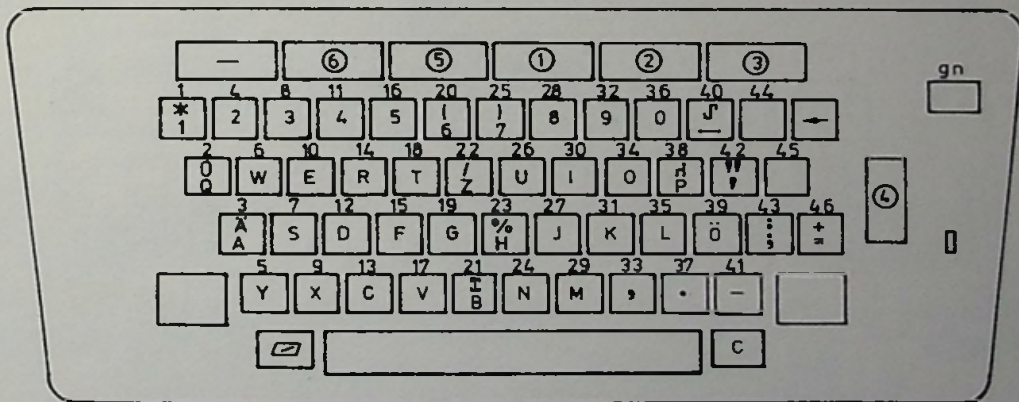 — ⑥ ⑤ ① ② ③
gn
1 4 8 11 16 20 25 28 32 36 40 44
* ( ) ∫
1 2 3 4 5 6 7 8 9 0 ←
2 6 10 14 18 22 26 30 34 38 42 45
/ "
Q W E R T Z U I O P '
④
3 7 12 15 19 23 27 31 35 39 43 46
Ä % : +
A S D F G H J K L Ö ; =
5 9 13 17 21 24 29 33 37 41
Y X C V B N M , . —
C